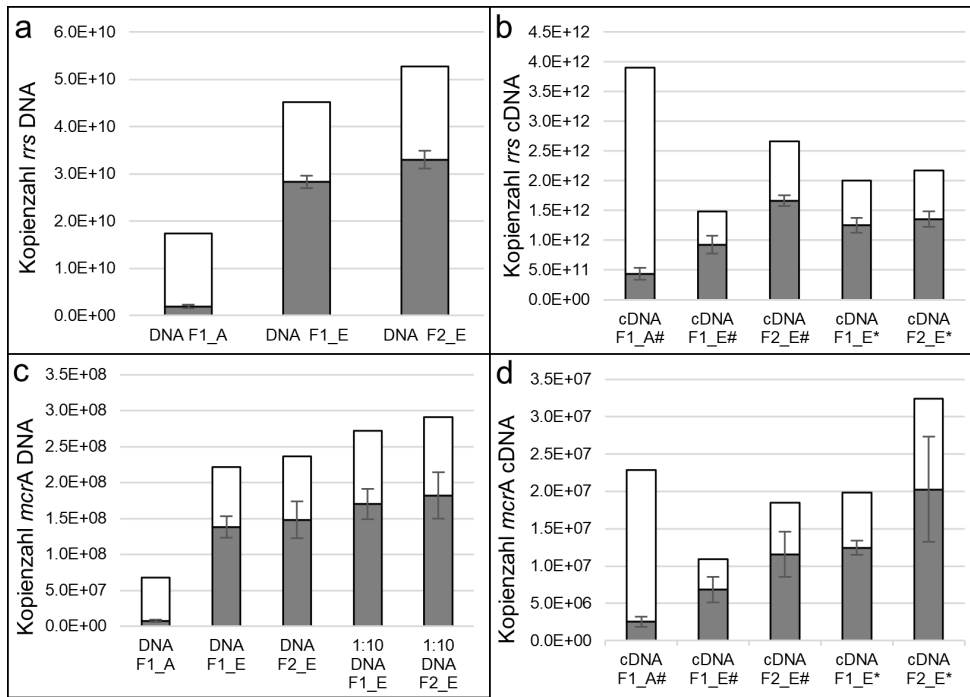 a
Kopienzahl rrs DNA
6.0E+10
5.0E+10
4.0E+10
3.0E+10
2.0E+10
1.0E+10
0.0E+00
DNA F1_A
DNA F1_E
DNA F2_E
b
Kopienzahl rrs cDNA
4.5E+12
4.0E+12
3.5E+12
3.0E+12
2.5E+12
2.0E+12
1.5E+12
1.0E+12
5.0E+11
0.0E+00
cDNA
F1_A#
cDNA
F1_E#
cDNA
F2_E#
cDNA
F1_E*
cDNA
F2_E*
c
Kopienzahl mcrA DNA
3.5E+08
3.0E+08
2.5E+08
2.0E+08
1.5E+08
1.0E+08
5.0E+07
0.0E+00
DNA
F1_A
DNA
F1_E
DNA
F2_E
1:10
DNA
F1_E
1:10
DNA
F2_E
d
Kopienzahl mcrA cDNA
3.5E+07
3.0E+07
2.5E+07
2.0E+07
1.5E+07
1.0E+07
5.0E+06
0.0E+00
cDNA
F1_A#
cDNA
F1_E#
cDNA
F2_E#
cDNA
F1_E*
cDNA
F2_E*